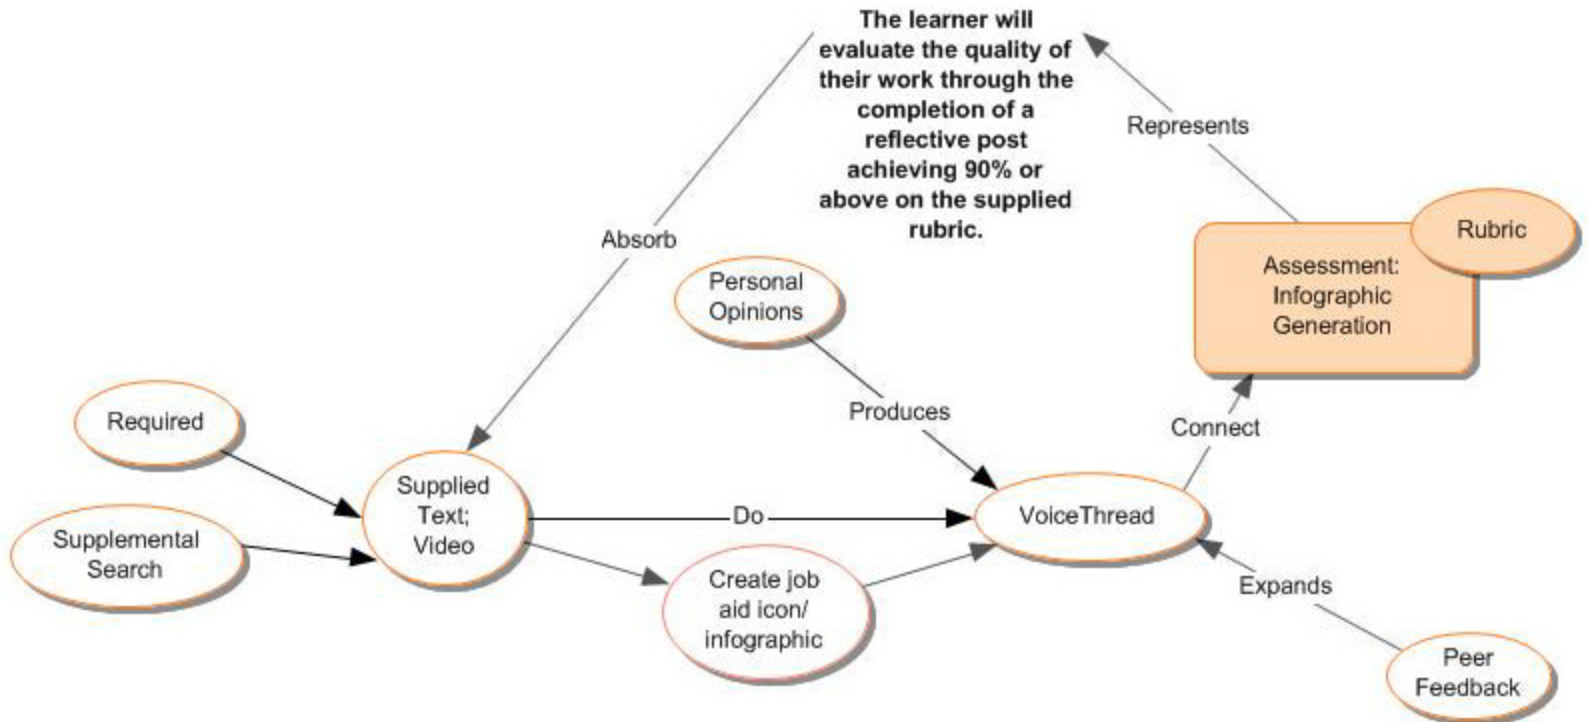 The learner will
evaluate the quality of
their work through the
completion of a
reflective post
achieving 90% or
above on the supplied
rubric.
Represents
Rubric
Absorb
Assessment:
Infographic
Generation
Personal
Opinions
Produces
Connect
Required
Supplied
Text;
Video
Do
VoiceThread
Supplemental
Search
Create job
aid icon/
infographic
Expands
Peer
Feedback